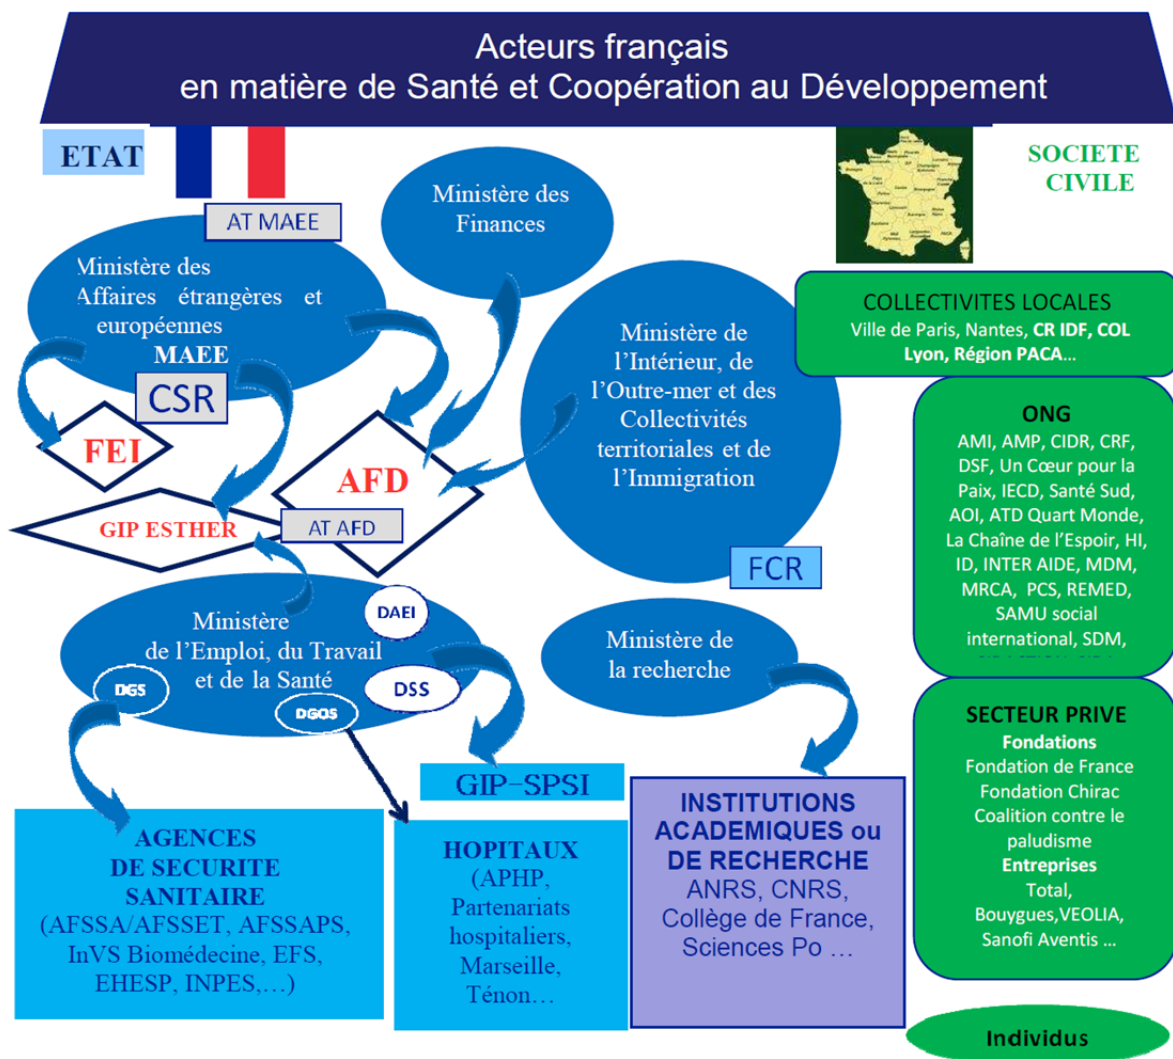 Acteurs français
en matière de Santé et Coopération au Développement
ETAT
SOCIETE
CIVILE
AT MAEE
Ministère des
Finances
Ministère des
Affaires étrangères et
européennes
MAEE
CSR
Ministère de
l'Intérieur, de
l'Outre-mer et des
Collectivités
territoriales et de
l'Immigration
FCR
COLLECTIVITES LOCALES
Ville de Paris, Nantes, CR IDF, COL
Lyon, Région PACA...
FEI
AFD
GIP ESTHER
AT AFD
ONG
AMI, AMP, CIDR, CRF,
DSF, Un Cœur pour la
Paix, IECD, Santé Sud,
AOI, ATD Quart Monde,
La Chaîne de l'Espoir, HI,
ID, INTER AIDE, MDM,
MRCA, PCS, REMED,
SAMU social
international, SDM,
DAEI
Ministère
de l'Emploi, du Travail
et de la Santé
DGS
DSS
DGOS
Ministère de
la recherche
GIP-SPSI
AGENCES
DE SECURITE
SANITAIRE
(AFSSA/AFSSET, AFSSAPS,
InVS Biomédecine, EFS,
EHESP, INPES,...)
HOPITAUX
(APHP,
Partenariats
hospitaliers,
Marseille,
Ténon...
INSTITUTIONS
ACADEMIQUES ou
DE RECHERCHE
ANRS, CNRS,
Collège de France,
Sciences Po ...
SECTEUR PRIVE
Fondations
Fondation de France
Fondation Chirac
Coalition contre le
paludisme
Entreprises
Total,
Bouygues,VEOLIA,
Sanofi Aventis ...
Individus